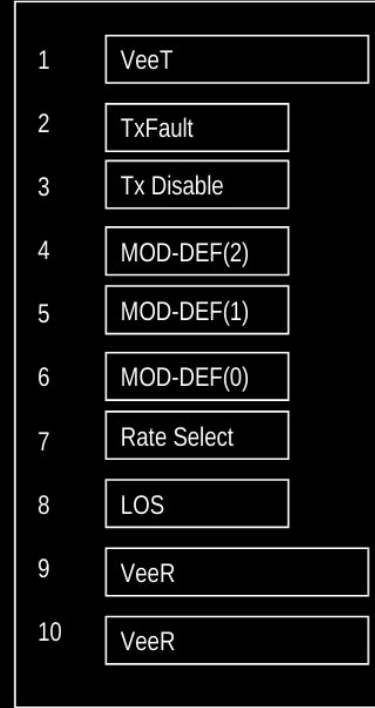 1 VeeT
2 TxFault
3 Tx Disable
4 MOD-DEF(2)
5 MOD-DEF(1)
6 MOD-DEF(0)
7 Rate Select
8 LOS
9 VeeR
10 VeeR